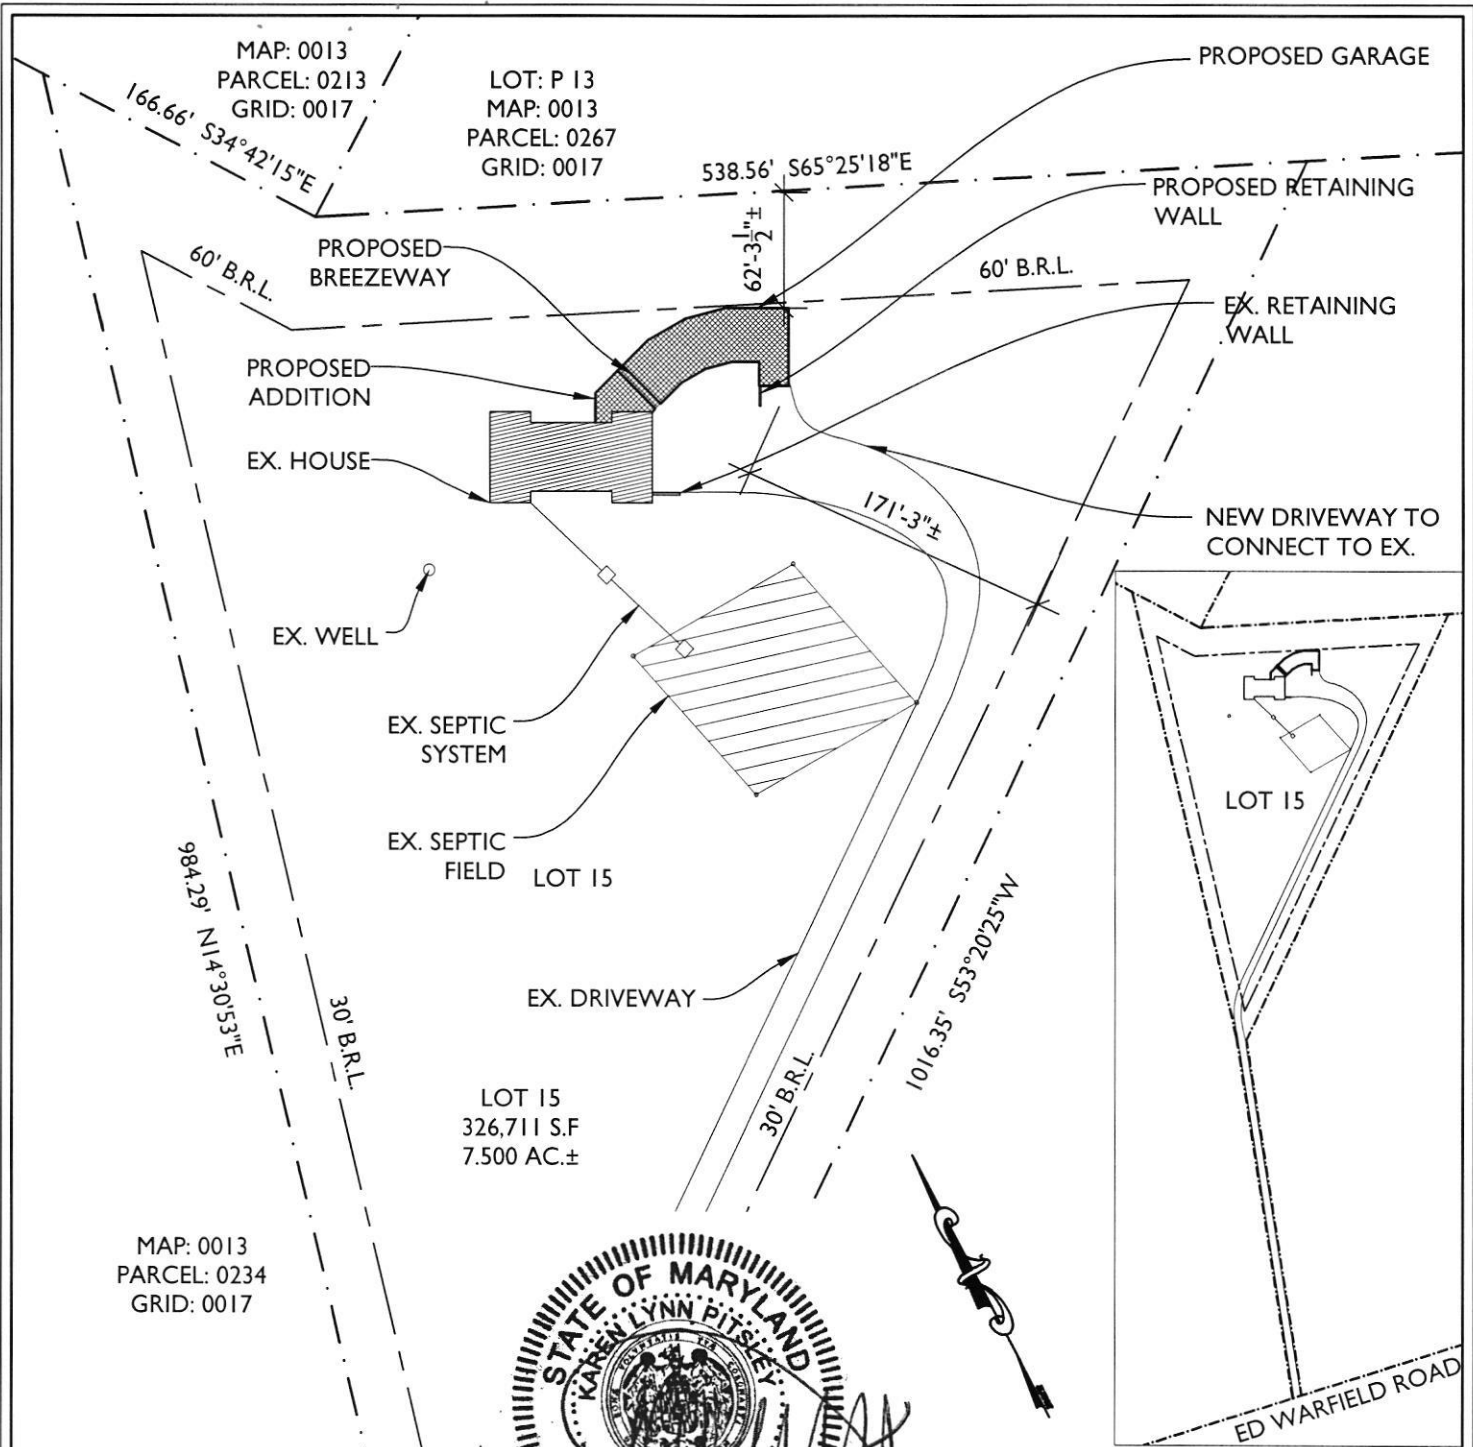 MAP: 0013
PARCEL: 0213
GRID: 0017
166.66' S34°42'15"E
LOT: P 13
MAP: 0013
PARCEL: 0267
GRID: 0017
538.56' S65°25'18"E
PROPOSED GARAGE
PROPOSED RETAINING
WALL
62'-3 1/2"±
PROPOSED
BREEZEWAY
60' B.R.L.
60' B.R.L.
EX. RETAINING
WALL
PROPOSED
ADDITION
EX. HOUSE
171'-3"±
NEW DRIVEWAY TO
CONNECT TO EX.
EX. WELL
EX. SEPTIC
SYSTEM
EX. SEPTIC
FIELD
LOT 15
LOT 15
984.29' N14°30'53"E
30' B.R.L.
EX. DRIVEWAY
1016.35' S53°20'25"W
30' B.R.L.
LOT 15
326,711 S.F
7.500 AC.±
MAP: 0013
PARCEL: 0234
GRID: 0017
STATE OF MARYLAND
KAREN LYNN PITSLEY
ED WARFIELD ROAD